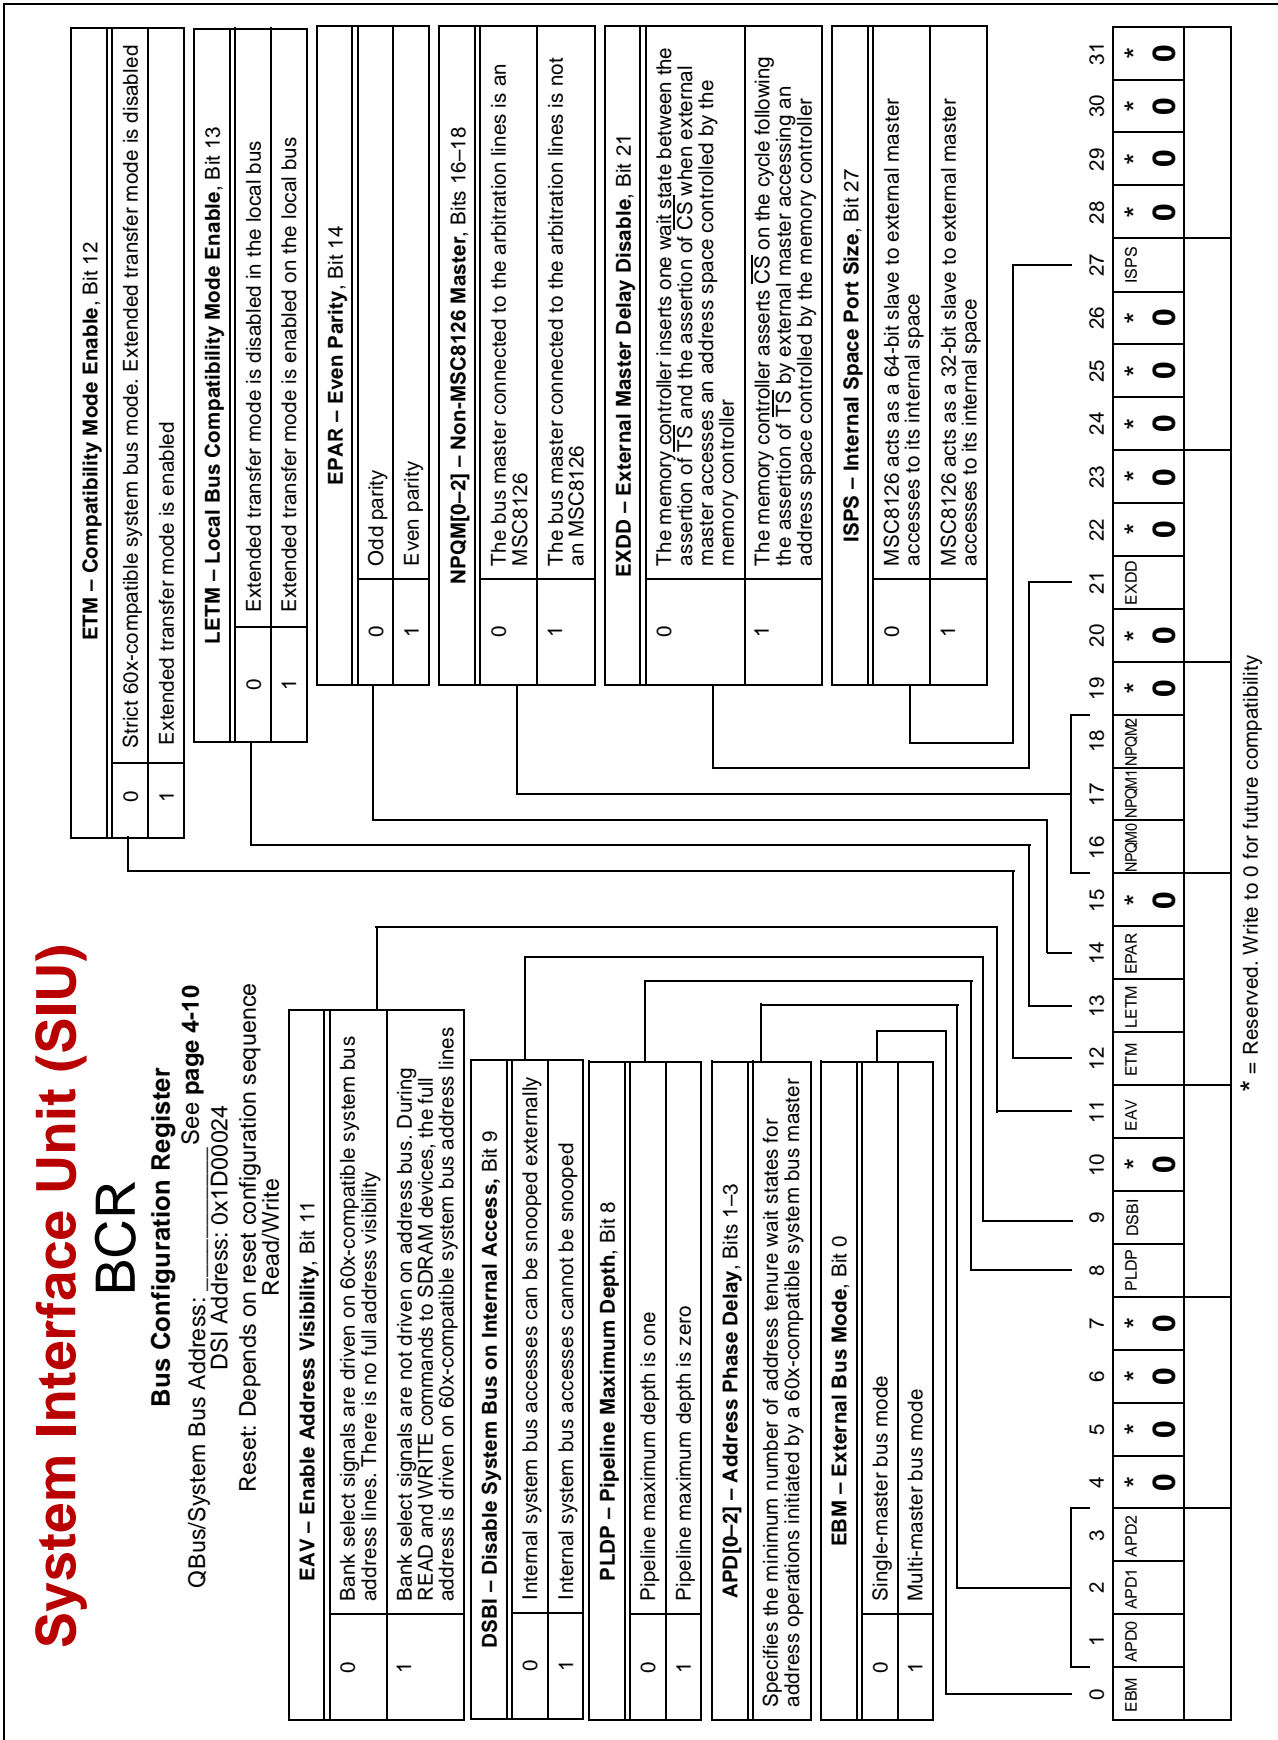 System Interface Unit (SIU)
BCR
Bus Configuration Register
QBus/System Bus Address: ____________ See page 4-10
DSI Address: 0x1D00024
Reset: Depends on reset configuration sequence
Read/Write
EAV – Enable Address Visibility, Bit 11
0 Bank select signals are driven on 60x-compatible system bus
address lines. There is no full address visibility
1 Bank select signals are not driven on address bus. During
READ and WRITE commands to SDRAM devices, the full
address is driven on 60x-compatible system bus address lines
DSBI – Disable System Bus on Internal Access, Bit 9
0 Internal system bus accesses can be snooped externally
1 Internal system bus accesses cannot be snooped
PLDP – Pipeline Maximum Depth, Bit 8
0 Pipeline maximum depth is one
1 Pipeline maximum depth is zero
APD[0–2] – Address Phase Delay, Bits 1–3
Specifies the minimum number of address tenure wait states for
address operations initiated by a 60x-compatible system bus master
EBM – External Bus Mode, Bit 0
0 Single-master bus mode
1 Multi-master bus mode
ETM – Compatibility Mode Enable, Bit 12
0 Strict 60x-compatible system bus mode. Extended transfer mode is disabled
1 Extended transfer mode is enabled
LETM – Local Bus Compatibility Mode Enable, Bit 13
0 Extended transfer mode is disabled in the local bus
1 Extended transfer mode is enabled on the local bus
EPAR – Even Parity, Bit 14
0 Odd parity
1 Even parity
NPQM[0–2] – Non-MSC8126 Master, Bits 16–18
0 The bus master connected to the arbitration lines is an
MSC8126
1 The bus master connected to the arbitration lines is not
an MSC8126
EXDD – External Master Delay Disable, Bit 21
0 The memory controller inserts one wait state between the
assertion of TS and the assertion of CS when external
master accesses an address space controlled by the
memory controller
1 The memory controller asserts CS on the cycle following
the assertion of TS by external master accessing an
address space controlled by the memory controller
ISPS – Internal Space Port Size, Bit 27
0 MSC8126 acts as a 64-bit slave to external master
accesses to its internal space
1 MSC8126 acts as a 32-bit slave to external master
accesses to its internal space
0 1 2 3 4 5 6 7 8 9 10 11 12 13 14 15 16 17 18 19 20 21 22 23 24 25 26 27 28 29 30 31
EBM APD0 APD1 APD2 * * * * PLDP DSBI * EAV ETM LETM EPAR * NPQM0 NPQM1 NPQM2 * * EXDD * * * * * ISPS * * * *
0 0 0 0 0 0 0 0 0 0 0 0 0 0 0 0 0
* = Reserved. Write to 0 for future compatibility